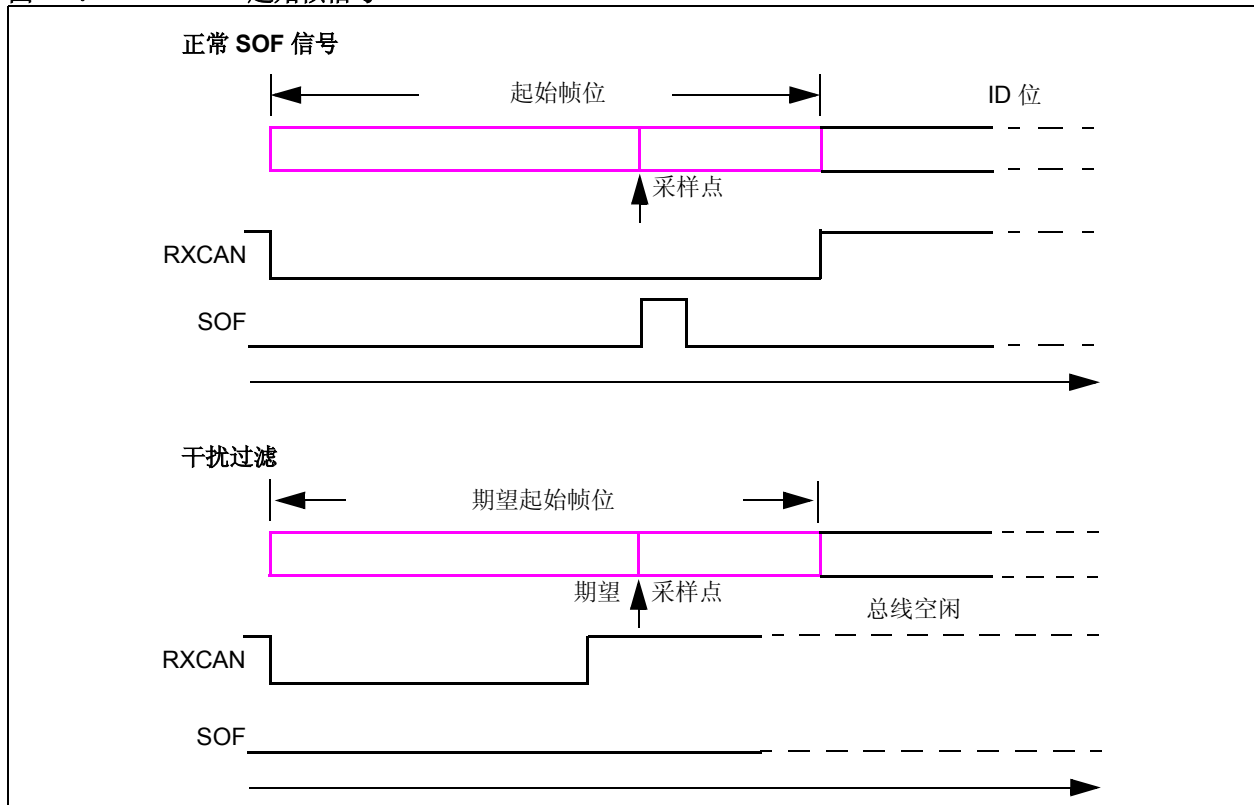 正常 SOF 信号
起始帧位
ID 位
采样点
RXCAN
SOF
干扰过滤
期望起始帧位
期望 采样点
总线空闲
RXCAN
SOF